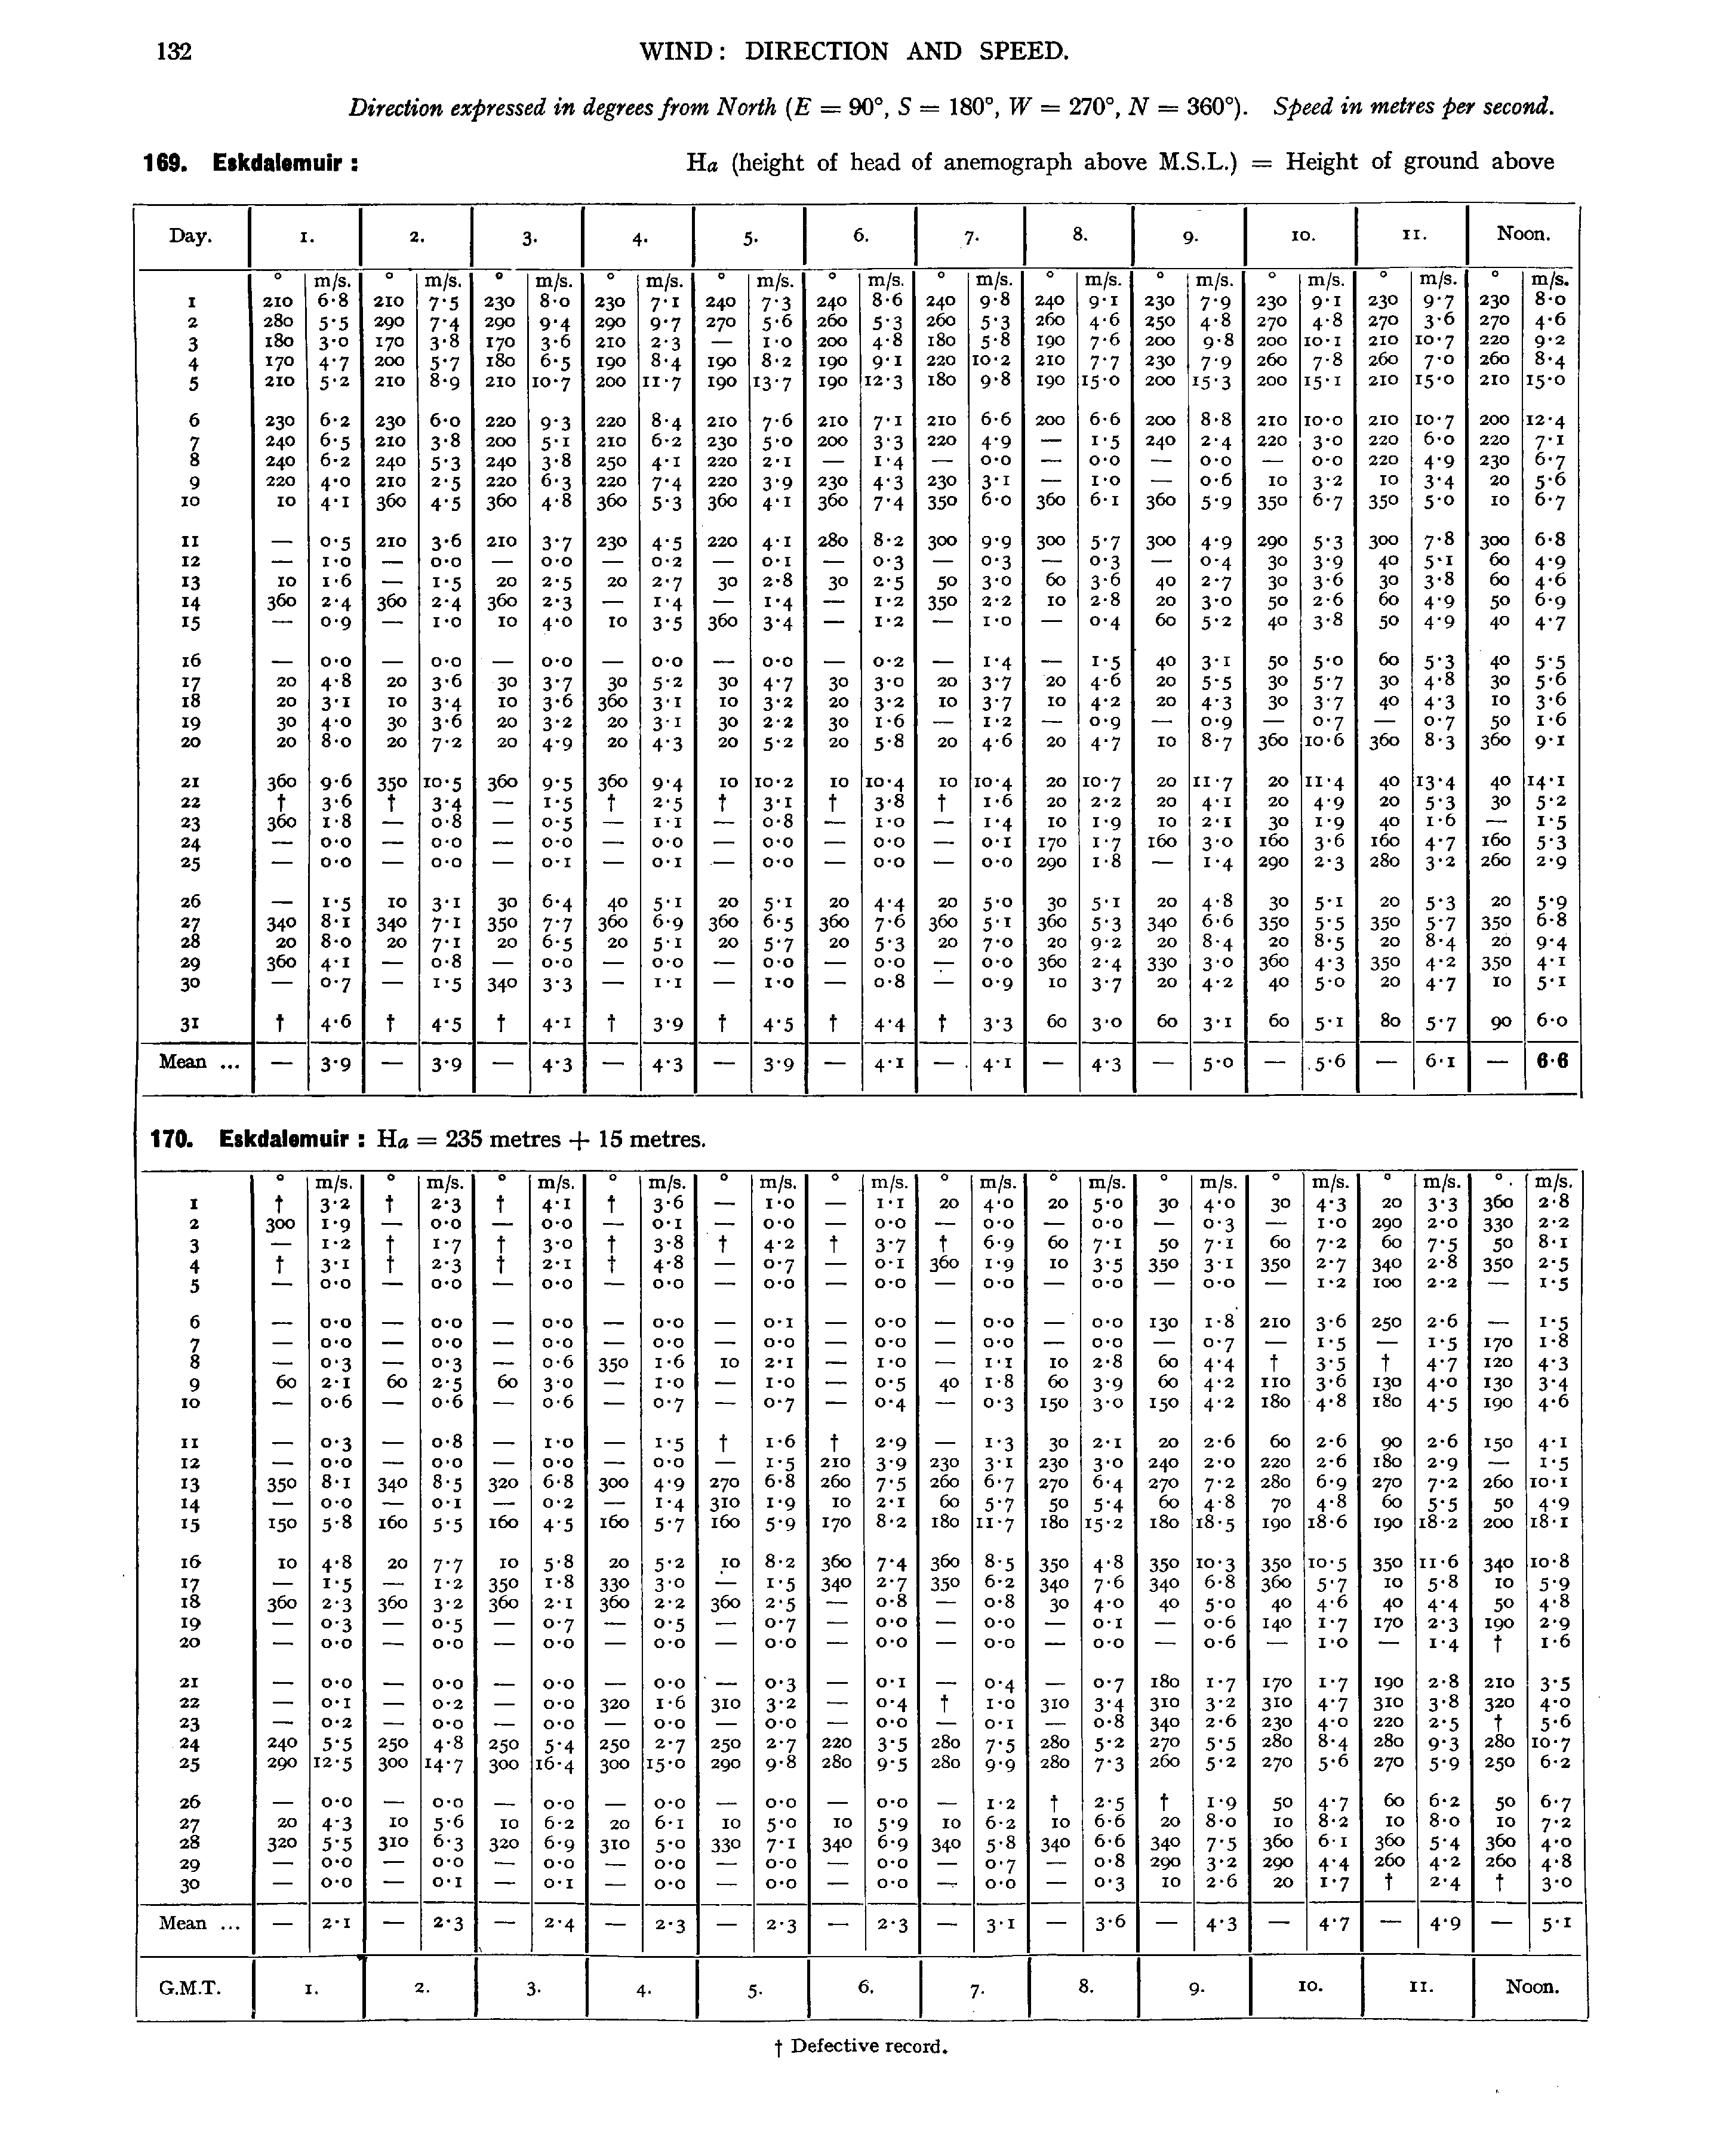 132
WIND: DIRECTION AND SPEED.
Direction expressed in degrees from North (E = 90°, S = 180°, W = 270°, N = 360°). Speed in metres per second.
169. Eskdalemuir :
Ha (height of head of anemograph above M.S.L.) = Height of ground above
Day. 1. 2. 3. 4. 5. 6. 7. 8. 9. 10. 11. Noon.
° m/s. ° m/s. ° m/s. ° m/s. ° m/s. ° m/s. ° m/s. ° m/s. ° m/s. ° m/s. ° m/s. ° m/s.
1 210 6·8 210 7·5 230 8·0 230 7·1 240 7·3 240 8·6 240 9·8 240 9·1 230 7·9 230 9·1 230 9·7 230 8·0
2 280 5·5 290 7·4 290 9·4 290 9·7 270 5·6 260 5·3 260 5·3 260 4·6 250 4·8 270 4·8 270 3·6 270 4·6
3 180 3·0 170 3·8 170 3·6 210 2·3 — 1·0 200 4·8 180 5·8 190 7·6 200 9·8 200 10·1 210 10·7 220 9·2
4 170 4·7 200 5·7 180 6·5 190 8·4 190 8·2 190 9·1 220 10·2 210 7·7 230 7·9 260 7·8 260 7·0 260 8·4
5 210 5·2 210 8·9 210 10·7 200 11·7 190 13·7 190 12·3 180 9·8 190 15·0 200 15·3 200 15·1 210 15·0 210 15·0
6 230 6·2 230 6·0 220 9·3 220 8·4 210 7·6 210 7·1 210 6·6 200 6·6 200 8·8 210 10·0 210 10·7 200 12·4
7 240 6·5 210 3·8 200 5·1 210 6·2 230 5·0 200 3·3 220 4·9 — 1·5 240 2·4 220 3·0 220 6·0 220 7·1
8 240 6·2 240 5·3 240 3·8 250 4·1 220 2·1 — 1·4 — 0·0 — 0·0 — 0·0 — 0·0 220 4·9 230 6·7
9 220 4·0 210 2·5 220 6·3 220 7·4 220 3·9 230 4·3 230 3·1 — 1·0 — 0·6 10 3·2 10 3·4 20 5·6
10 10 4·1 360 4·5 360 4·8 360 5·3 360 4·1 360 7·4 350 6·0 360 6·1 360 5·9 350 6·7 350 5·0 10 6·7
11 — 0·5 210 3·6 210 3·7 230 4·5 220 4·1 280 8·2 300 9·9 300 5·7 300 4·9 290 5·3 300 7·8 300 6·8
12 — 1·0 — 0·0 — 0·0 — 0·2 — 0·1 — 0·3 — 0·3 — 0·3 — 0·4 30 3·9 40 5·1 60 4·9
13 10 1·6 — 1·5 20 2·5 20 2·7 30 2·8 30 2·5 50 3·0 60 3·6 40 2·7 30 3·6 30 3·8 60 4·6
14 360 2·4 360 2·4 360 2·3 — 1·4 — 1·4 — 1·2 350 2·2 10 2·8 20 3·0 50 2·6 60 4·9 50 6·9
15 — 0·9 — 1·0 10 4·0 10 3·5 360 3·4 — 1·2 — 1·0 — 0·4 60 5·2 40 3·8 50 4·9 40 4·7
16 — 0·0 — 0·0 — 0·0 — 0·0 — 0·0 — 0·2 — 1·4 — 1·5 40 3·1 50 5·0 60 5·3 40 5·5
17 20 4·8 20 3·6 30 3·7 30 5·2 30 4·7 30 3·0 20 3·7 20 4·6 20 5·5 30 5·7 30 4·8 30 5·6
18 20 3·1 10 3·4 10 3·6 360 3·1 10 3·2 20 3·2 10 3·7 10 4·2 20 4·3 30 3·7 40 4·3 10 3·6
19 30 4·0 30 3·6 20 3·2 20 3·1 30 2·2 30 1·6 — 1·2 — 0·9 — 0·9 — 0·7 — 0·7 50 1·6
20 20 8·0 20 7·2 20 4·9 20 4·3 20 5·2 20 5·8 20 4·6 20 4·7 10 8·7 360 10·6 360 8·3 360 9·1
21 360 9·6 350 10·5 360 9·5 360 9·4 10 10·2 10 10·4 10 10·4 20 10·7 20 11·7 20 11·4 40 13·4 40 14·1
22 † 3·6 † 3·4 — 1·5 † 2·5 † 3·1 † 3·8 † 1·6 20 2·2 20 4·1 20 4·9 20 5·3 30 5·2
23 360 1·8 — 0·8 — 0·5 — 1·1 — 0·8 — 1·0 — 1·4 10 1·9 10 2·1 30 1·9 40 1·6 — 1·5
24 — 0·0 — 0·0 — 0·0 — 0·0 — 0·0 — 0·0 — 0·1 170 1·7 160 3·0 160 3·6 160 4·7 160 5·3
25 — 0·0 — 0·0 — 0·1 — 0·1 — 0·0 — 0·0 — 0·0 290 1·8 — 1·4 290 2·3 280 3·2 260 2·9
26 — 1·5 10 3·1 30 6·4 40 5·1 20 5·1 20 4·4 20 5·0 30 5·1 20 4·8 30 5·1 20 5·3 20 5·9
27 340 8·1 340 7·1 350 7·7 360 6·9 360 6·5 360 7·6 360 5·1 360 5·3 340 6·6 350 5·5 350 5·7 350 6·8
28 20 8·0 20 7·1 20 6·5 20 5·1 20 5·7 20 5·3 20 7·0 20 9·2 20 8·4 20 8·5 20 8·4 20 9·4
29 360 4·1 — 0·8 — 0·0 — 0·0 — 0·0 — 0·0 — 0·0 360 2·4 330 3·0 360 4·3 350 4·2 350 4·1
30 — 0·7 — 1·5 340 3·3 — 1·1 — 1·0 — 0·8 — 0·9 10 3·7 20 4·2 40 5·0 20 4·7 10 5·1
31 † 4·6 † 4·5 † 4·1 † 3·9 † 4·5 † 4·4 † 3·3 60 3·0 60 3·1 60 5·1 80 5·7 90 6·0
Mean ... — 3·9 — 3·9 — 4·3 — 4·3 — 3·9 — 4·1 — 4·1 — 4·3 — 5·0 — 5·6 — 6·1 — 6·6
170. Eskdalemuir : Ha = 235 metres + 15 metres.
° m/s. ° m/s. ° m/s. ° m/s. ° m/s. ° m/s. ° m/s. ° m/s. ° m/s. ° m/s. ° m/s. ° m/s.
1 † 3·2 † 2·3 † 4·1 † 3·6 — 1·0 — 1·1 20 4·0 20 5·0 30 4·0 30 4·3 20 3·3 360 2·8
2 300 1·9 — 0·0 — 0·0 — 0·1 — 0·0 — 0·0 — 0·0 — 0·0 — 0·3 — 1·0 290 2·0 330 2·2
3 — 1·2 † 1·7 † 3·0 † 3·8 † 4·2 † 3·7 † 6·9 60 7·1 50 7·1 60 7·2 60 7·5 50 8·1
4 † 3·1 † 2·3 † 2·1 † 4·8 — 0·7 — 0·1 360 1·9 10 3·5 350 3·1 350 2·7 340 2·8 350 2·5
5 — 0·0 — 0·0 — 0·0 — 0·0 — 0·0 — 0·0 — 0·0 — 0·0 — 0·0 — 1·2 100 2·2 — 1·5
6 — 0·0 — 0·0 — 0·0 — 0·0 — 0·1 — 0·0 — 0·0 — 0·0 130 1·8 210 3·6 250 2·6 — 1·5
7 — 0·0 — 0·0 — 0·0 — 0·0 — 0·0 — 0·0 — 0·0 — 0·0 — 0·7 — 1·5 — 1·5 170 1·8
8 — 0·3 — 0·3 — 0·6 350 1·6 10 2·1 — 1·0 — 1·1 10 2·8 60 4·4 † 3·5 † 4·7 120 4·3
9 60 2·1 60 2·5 60 3·0 — 1·0 — 1·0 — 0·5 40 1·8 60 3·9 60 4·2 110 3·6 130 4·0 130 3·4
10 — 0·6 — 0·6 — 0·6 — 0·7 — 0·7 — 0·4 — 0·3 150 3·0 150 4·2 180 4·8 180 4·5 190 4·6
11 — 0·3 — 0·8 — 1·0 — 1·5 † 1·6 † 2·9 — 1·3 30 2·1 20 2·6 60 2·6 90 2·6 150 4·1
12 — 0·0 — 0·0 — 0·0 — 0·0 — 1·5 210 3·9 230 3·1 230 3·0 240 2·0 220 2·6 180 2·9 — 1·5
13 350 8·1 340 8·5 320 6·8 300 4·9 270 6·8 260 7·5 260 6·7 270 6·4 270 7·2 280 6·9 270 7·2 260 10·1
14 — 0·0 — 0·1 — 0·2 — 1·4 310 1·9 10 2·1 60 5·7 50 5·4 60 4·8 70 4·8 60 5·5 50 4·9
15 150 5·8 160 5·5 160 4·5 160 5·7 160 5·9 170 8·2 180 11·7 180 15·2 180 18·5 190 18·6 190 18·2 200 18·1
16 10 4·8 20 7·7 10 5·8 20 5·2 10 8·2 360 7·4 360 8·5 350 4·8 350 10·3 350 10·5 350 11·6 340 10·8
17 — 1·5 — 1·2 350 1·8 330 3·0 — 1·5 340 2·7 350 6·2 340 7·6 340 6·8 360 5·7 10 5·8 10 5·9
18 360 2·3 360 3·2 360 2·1 360 2·2 360 2·5 — 0·8 — 0·8 30 4·0 40 5·0 40 4·6 40 4·4 50 4·8
19 — 0·3 — 0·5 — 0·7 — 0·5 — 0·7 — 0·0 — 0·0 — 0·1 — 0·6 140 1·7 170 2·3 190 2·9
20 — 0·0 — 0·0 — 0·0 — 0·0 — 0·0 — 0·0 — 0·0 — 0·0 — 0·6 — 1·0 — 1·4 † 1·6
21 — 0·0 — 0·0 — 0·0 — 0·0 — 0·3 — 0·1 — 0·4 — 0·7 180 1·7 170 1·7 190 2·8 210 3·5
22 — 0·1 — 0·2 — 0·0 320 1·6 310 3·2 — 0·4 † 1·0 310 3·4 310 3·2 310 4·7 310 3·8 320 4·0
23 — 0·2 — 0·0 — 0·0 — 0·0 — 0·0 — 0·0 — 0·1 — 0·8 340 2·6 230 4·0 220 2·5 † 5·6
24 240 5·5 250 4·8 250 5·4 250 2·7 250 2·7 220 3·5 280 7·5 280 5·2 270 5·5 280 8·4 280 9·3 280 10·7
25 290 12·5 300 14·7 300 16·4 300 15·0 290 9·8 280 9·5 280 9·9 280 7·3 260 5·2 270 5·6 270 5·9 250 6·2
26 — 0·0 — 0·0 — 0·0 — 0·0 — 0·0 — 0·0 — 1·2 † 2·5 † 1·9 50 4·7 60 6·2 50 6·7
27 20 4·3 10 5·6 10 6·2 20 6·1 10 5·0 10 5·9 10 6·2 10 6·6 20 8·0 10 8·2 10 8·0 10 7·2
28 320 5·5 310 6·3 320 6·9 310 5·0 330 7·1 340 6·9 340 5·8 340 6·6 340 7·5 360 6·1 360 5·4 360 4·0
29 — 0·0 — 0·0 — 0·0 — 0·0 — 0·0 — 0·0 — 0·7 — 0·8 290 3·2 290 4·4 260 4·2 260 4·8
30 — 0·0 — 0·1 — 0·1 — 0·0 — 0·0 — 0·0 — 0·0 — 0·3 10 2·6 20 1·7 † 2·4 † 3·0
Mean ... — 2·1 — 2·3 — 2·4 — 2·3 — 2·3 — 2·3 — 3·1 — 3·6 — 4·3 — 4·7 — 4·9 — 5·1
G.M.T. 1. 2. 3. 4. 5. 6. 7. 8. 9. 10. 11. Noon.
† Defective record.